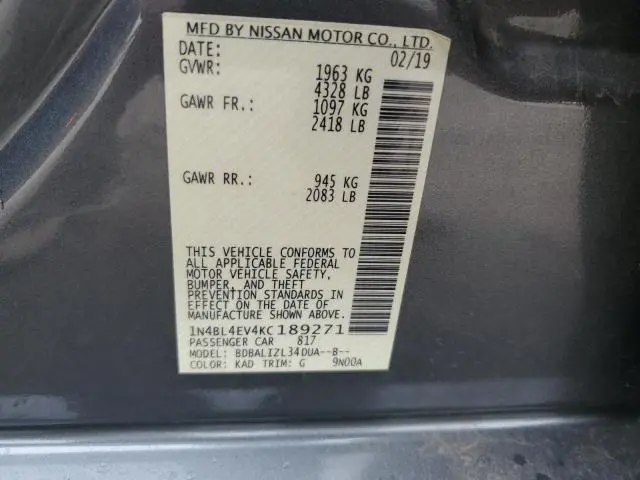 MFD BY NISSAN MOTOR CO., LTD.
DATE: 02/19
GVWR: 1963 KG
4328 LB
GAWR FR.: 1097 KG
2418 LB
GAWR RR.: 945 KG
2083 LB
THIS VEHICLE CONFORMS TO
ALL APPLICABLE FEDERAL
MOTOR VEHICLE SAFETY,
BUMPER, AND THEFT
PREVENTION STANDARDS IN
EFFECT ON THE DATE OF
MANUFACTURE SHOWN ABOVE.
1N4BL4EV4KC189271
PASSENGER CAR 817
MODEL: BDBALIZL34DUA--B--
COLOR: KAD TRIM: G 9N00A